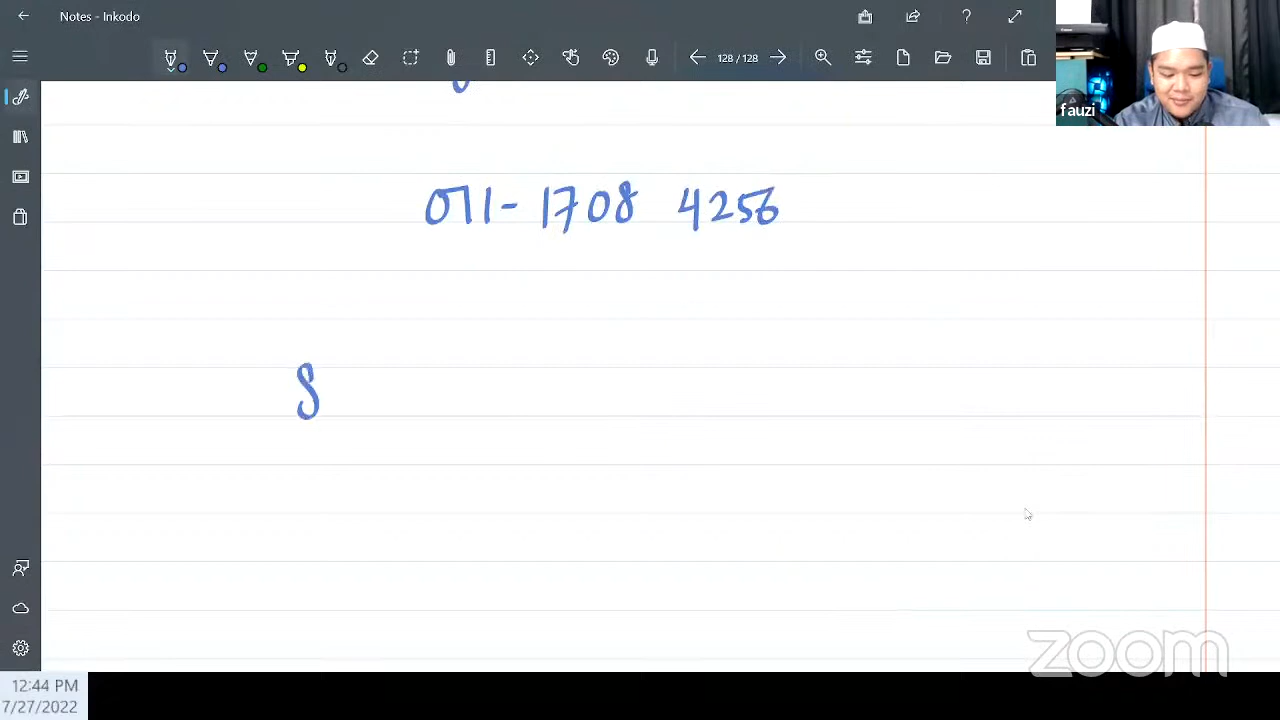 Notes - Inkodo
128 / 128
fauzi
011- 1708 4256
8
zoom
12:44 PM
7/27/2022